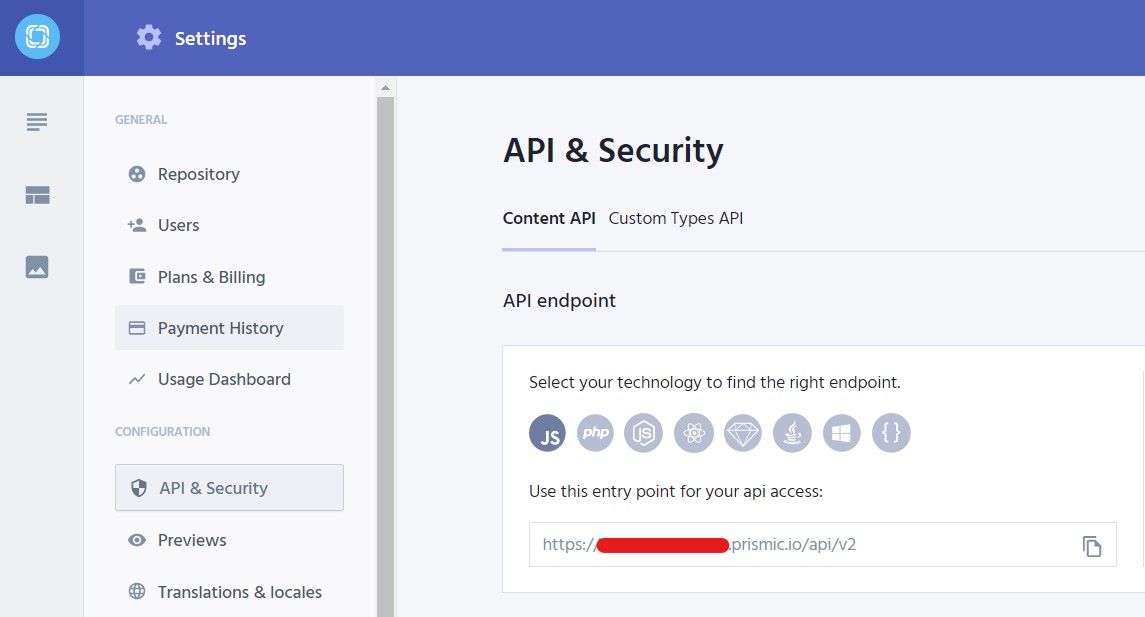 Settings
GENERAL
Repository
Users
Plans & Billing
Payment History
Usage Dashboard
CONFIGURATION
API & Security
Previews
Translations & locales
API & Security
Content API Custom Types API
API endpoint
Select your technology to find the right endpoint.
JS php JS { }
Use this entry point for your api access:
https:// .prismic.io/api/v2